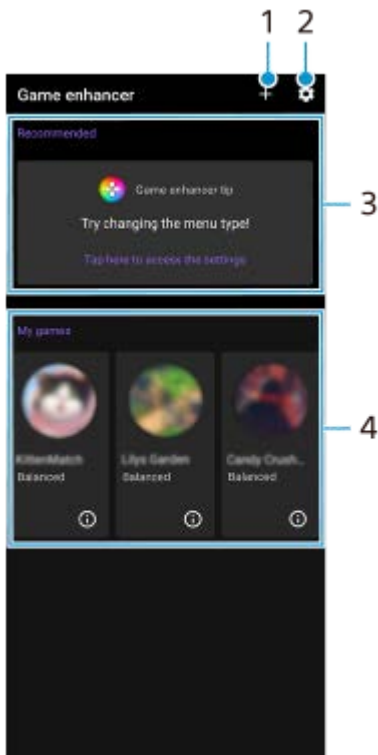 1 2
Game enhancer
Recommended
3
Game enhancer tip
Try changing the menu type!
Tap here to access the settings
My games
4
KittenMatch Lilys Garden Candy Crush...
Balanced Balanced Balanced